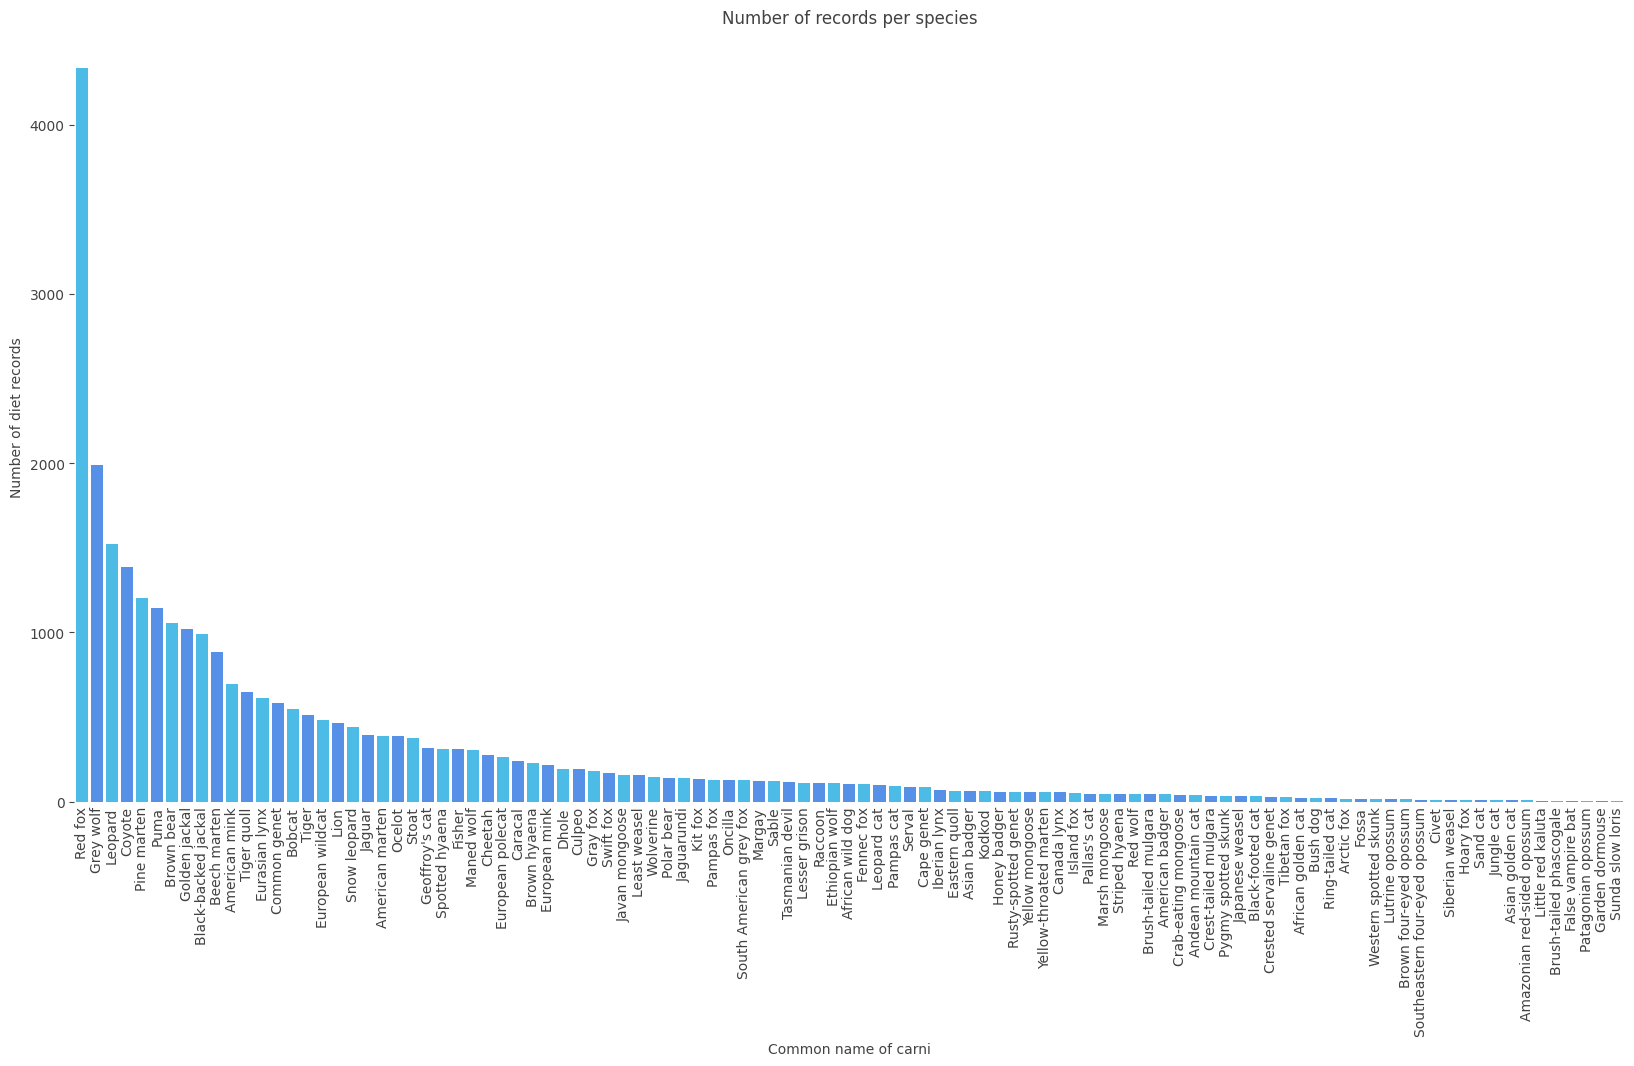 Number of records per species
Number of diet records
4000
3000
2000
1000
0
Red fox
Grey wolf
Leopard
Coyote
Pine marten
Puma
Brown bear
Golden jackal
Black-backed jackal
Beech marten
American mink
Tiger quoll
Eurasian lynx
Common genet
Bobcat
Tiger
European wildcat
Lion
Snow leopard
Jaguar
American marten
Ocelot
Stoat
Geoffroy's cat
Spotted hyaena
Fisher
Maned wolf
Cheetah
European polecat
Caracal
Brown hyaena
European mink
Dhole
Culpeo
Gray fox
Swift fox
Javan mongoose
Least weasel
Wolverine
Polar bear
Jaguarundi
Kit fox
Pampas fox
Oncilla
South American grey fox
Margay
Sable
Tasmanian devil
Lesser grison
Raccoon
Ethiopian wolf
African wild dog
Fennec fox
Leopard cat
Pampas cat
Serval
Cape genet
Iberian lynx
Eastern quoll
Asian badger
Kodkod
Honey badger
Rusty-spotted genet
Yellow mongoose
Yellow-throated marten
Canada lynx
Island fox
Pallas's cat
Marsh mongoose
Striped hyaena
Red wolf
Brush-tailed mulgara
American badger
Crab-eating mongoose
Andean mountain cat
Crest-tailed mulgara
Pygmy spotted skunk
Japanese weasel
Black-footed cat
Crested servaline genet
Tibetan fox
African golden cat
Bush dog
Ring-tailed cat
Arctic fox
Fossa
Western spotted skunk
Lutrine opossum
Brown four-eyed opossum
Southeastern four-eyed opossum
Civet
Siberian weasel
Hoary fox
Sand cat
Jungle cat
Asian golden cat
Amazonian red-sided opossum
Little red kaluta
Brush-tailed phascogale
False vampire bat
Patagonian opossum
Garden dormouse
Sunda slow loris
Common name of carni